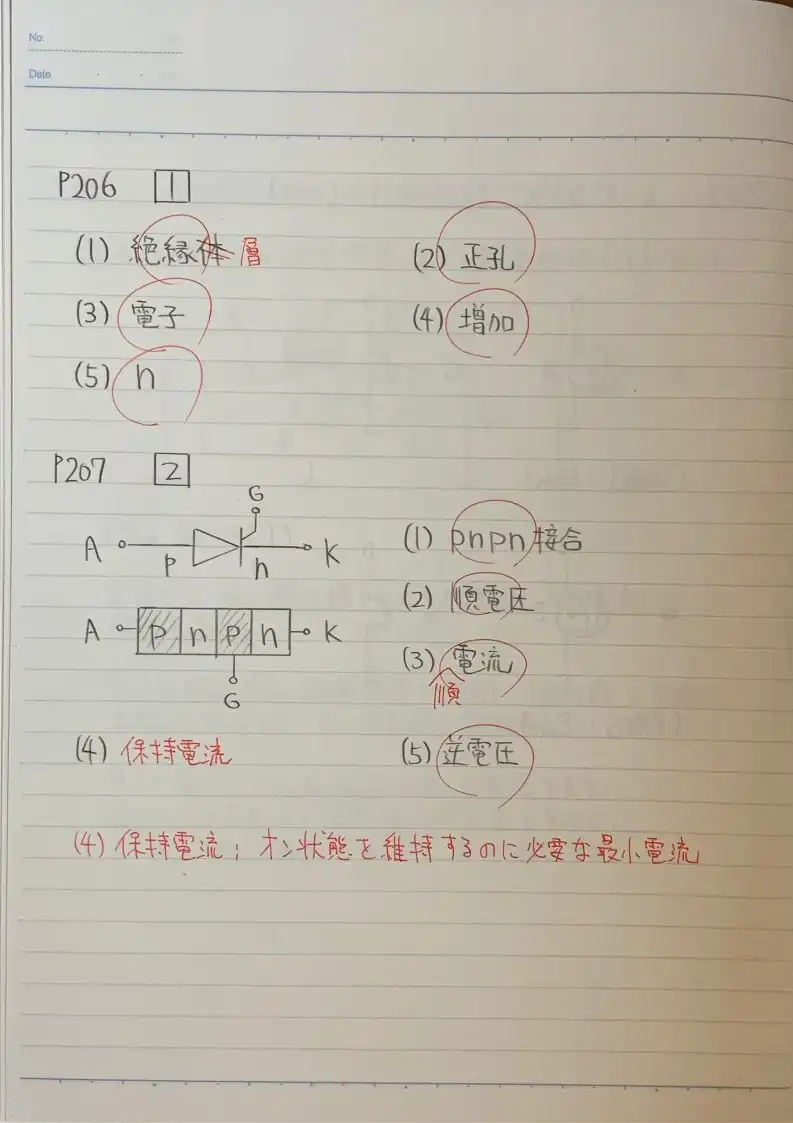 No.
Date
P206 1
(1) 絶縁体 層 (2) 正孔
(3) 電子 (4) 増加
(5) n
P207 2
G
A p n K
(1) pnpn接合
(2) 順電圧
A p n p n K
(3) 電流
順
G
(4) 保持電流 (5) 逆電圧
(4) 保持電流; オン状態を維持するのに必要な最小電流